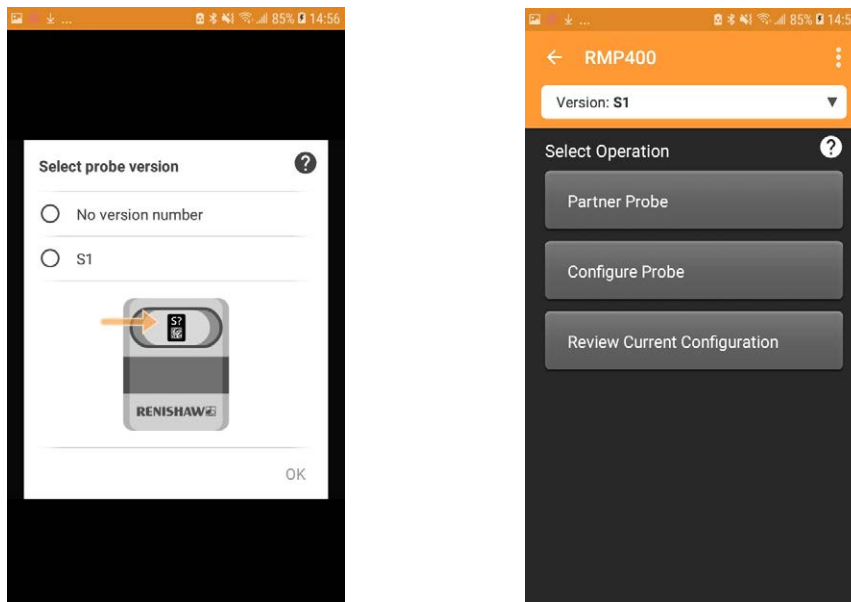 ... 85% 14:56
Select probe version ?
No version number
S1
S?
RENISHAW
OK
... 85% 14:5
RMP400
Version: S1
Select Operation ?
Partner Probe
Configure Probe
Review Current Configuration